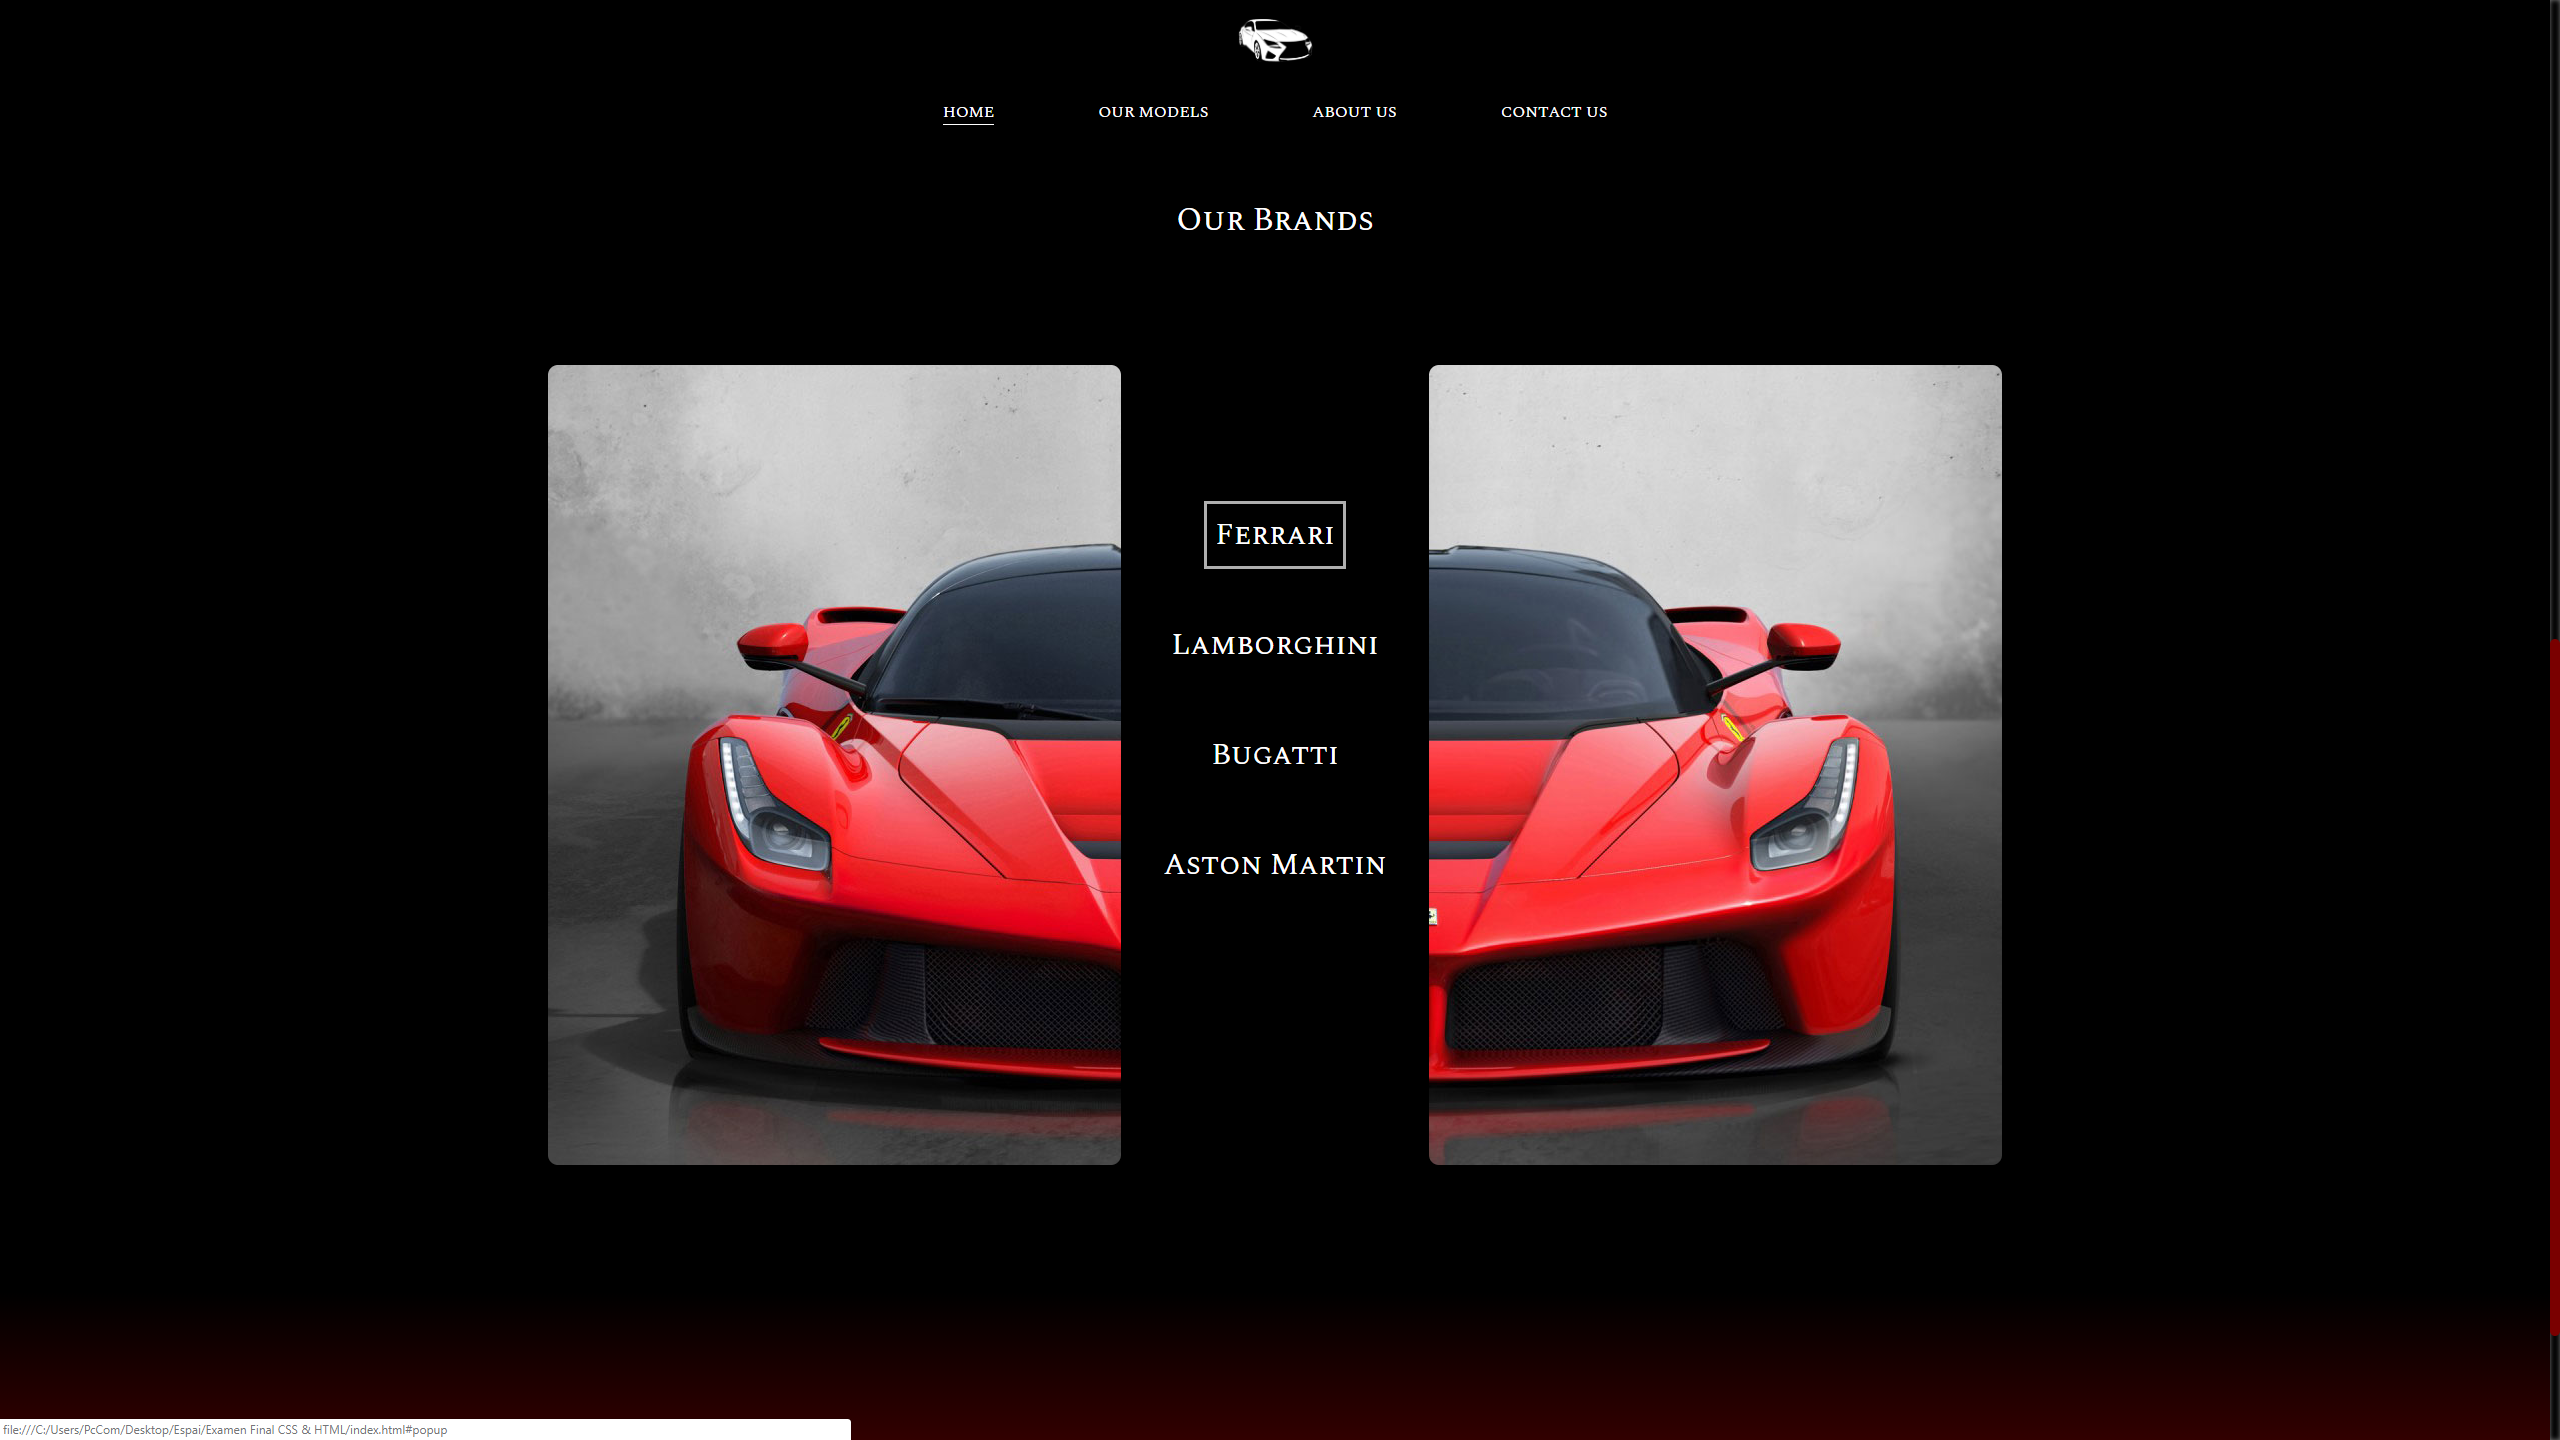 HOME
OUR MODELS
ABOUT US
CONTACT US
Our Brands
Ferrari
Lamborghini
Bugatti
Aston Martin
file:///C:/Users/PcCom/Desktop/Espai/Examen Final CSS & HTML/index.html#popup